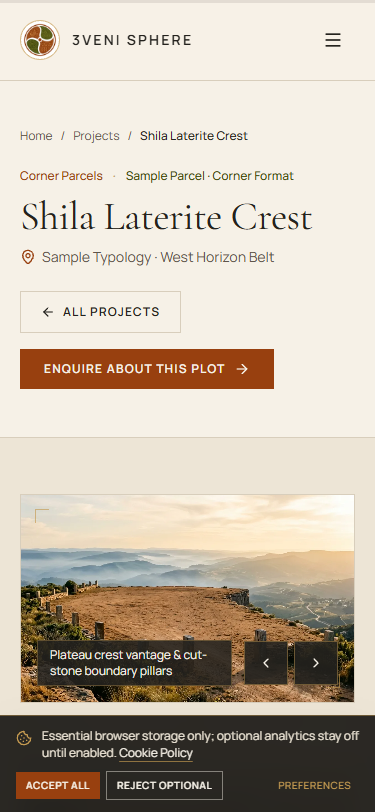 3VENI SPHERE
Home / Projects / Shila Laterite Crest
Corner Parcels · Sample Parcel · Corner Format
Shila Laterite Crest
Sample Typology · West Horizon Belt
ALL PROJECTS
ENQUIRE ABOUT THIS PLOT
Plateau crest vantage & cut-
stone boundary pillars
Essential browser storage only; optional analytics stay off
until enabled. Cookie Policy
ACCEPT ALL
REJECT OPTIONAL
PREFERENCES